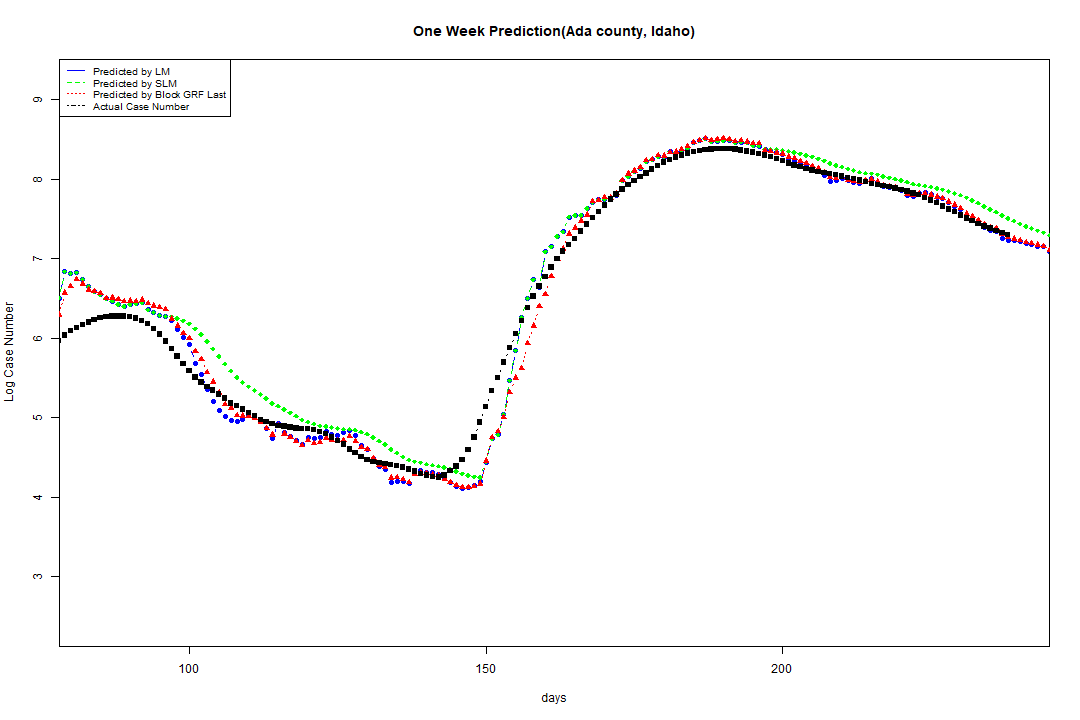 One Week Prediction(Ada county, Idaho)
Predicted by LM
Predicted by SLM
Predicted by Block GRF Last
Actual Case Number
9
8
7
6
5
4
3
Log Case Number
100
150
200
days